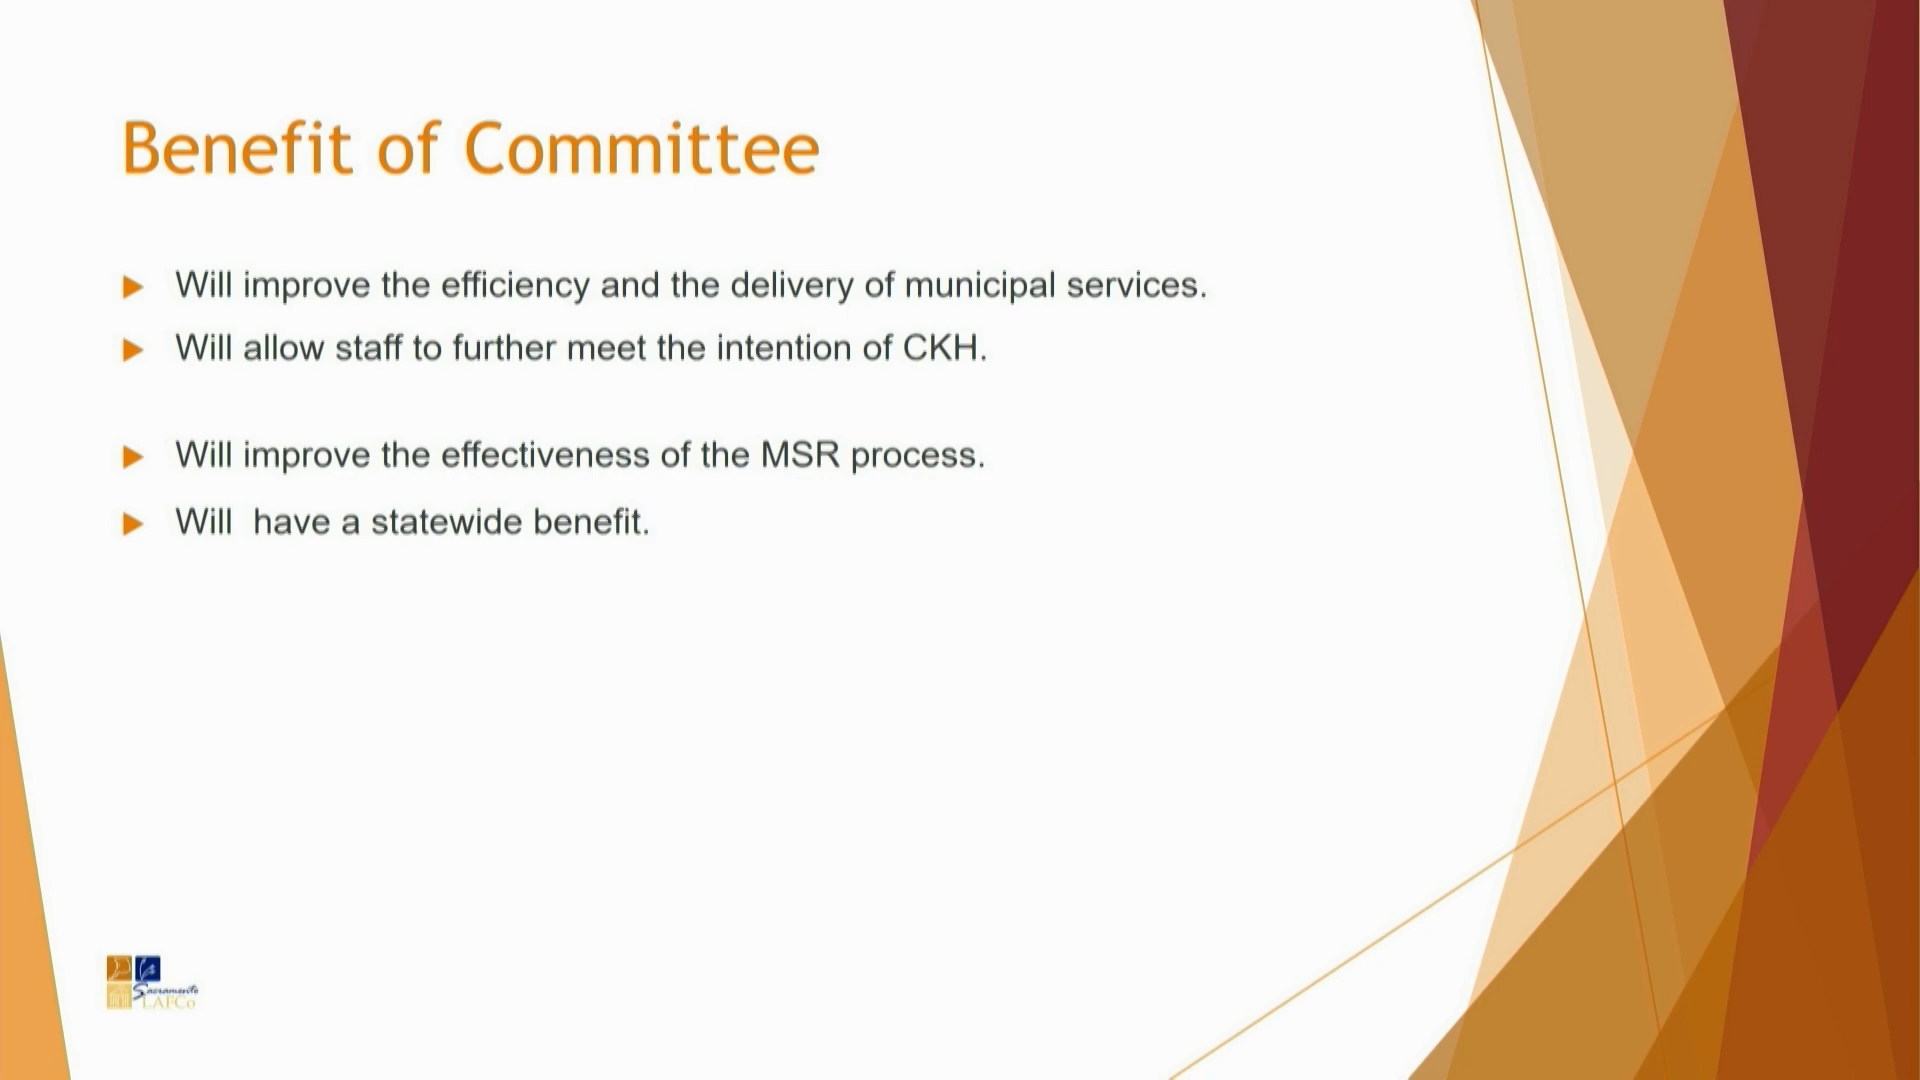 Benefit of Committee
Will improve the efficiency and the delivery of municipal services.
Will allow staff to further meet the intention of CKH.
Will improve the effectiveness of the MSR process.
Will  have a statewide benefit.
Sacramento
LAFCo